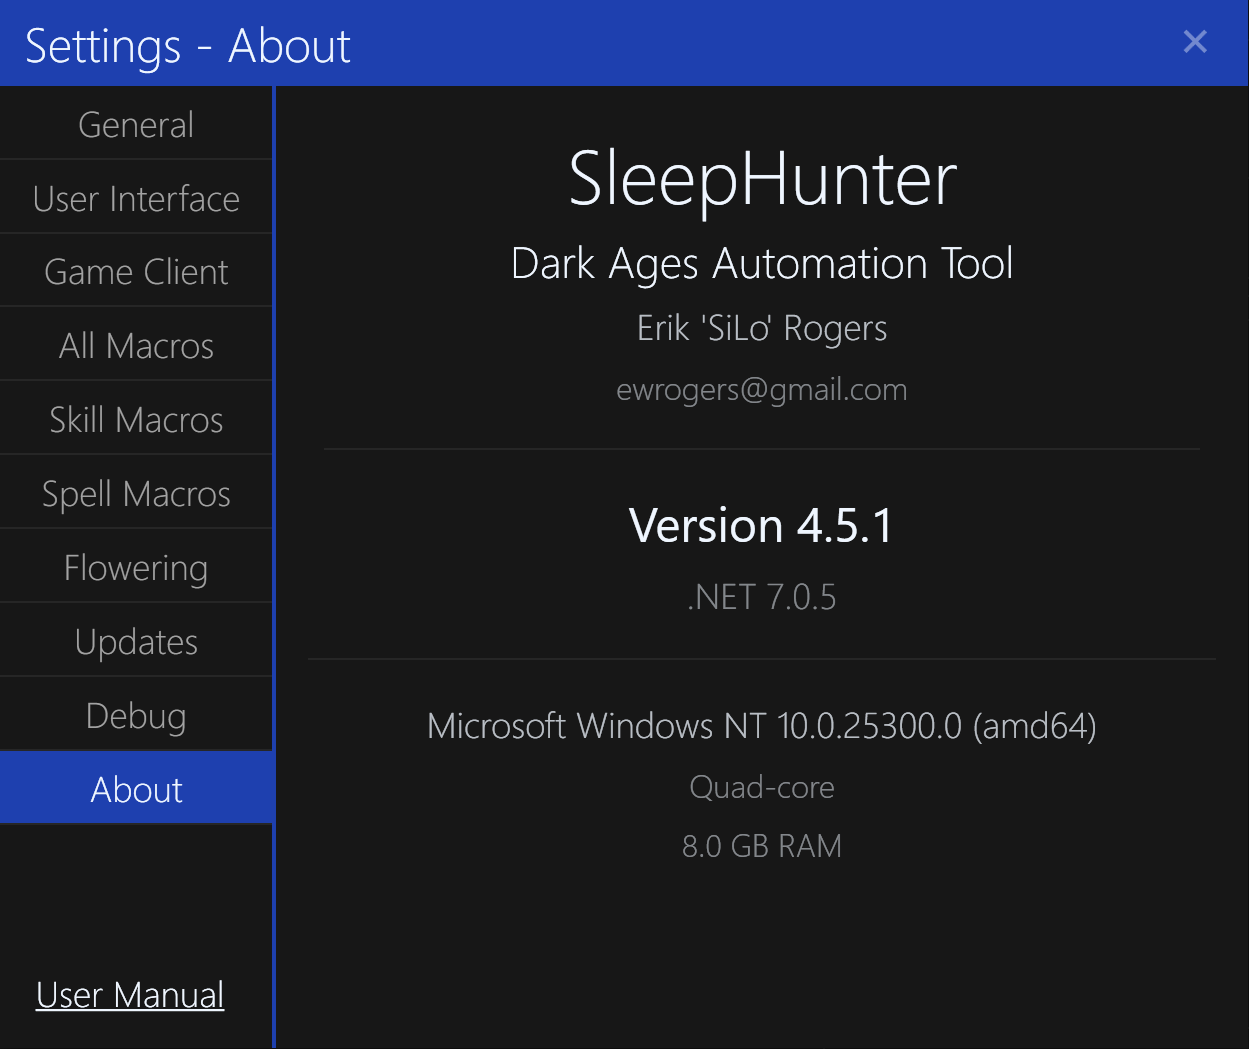 Settings - About
General
User Interface
Game Client
All Macros
Skill Macros
Spell Macros
Flowering
Updates
Debug
About
User Manual
SleepHunter
Dark Ages Automation Tool
Erik 'SiLo' Rogers
ewrogers@gmail.com
Version 4.5.1
.NET 7.0.5
Microsoft Windows NT 10.0.25300.0 (amd64)
Quad-core
8.0 GB RAM